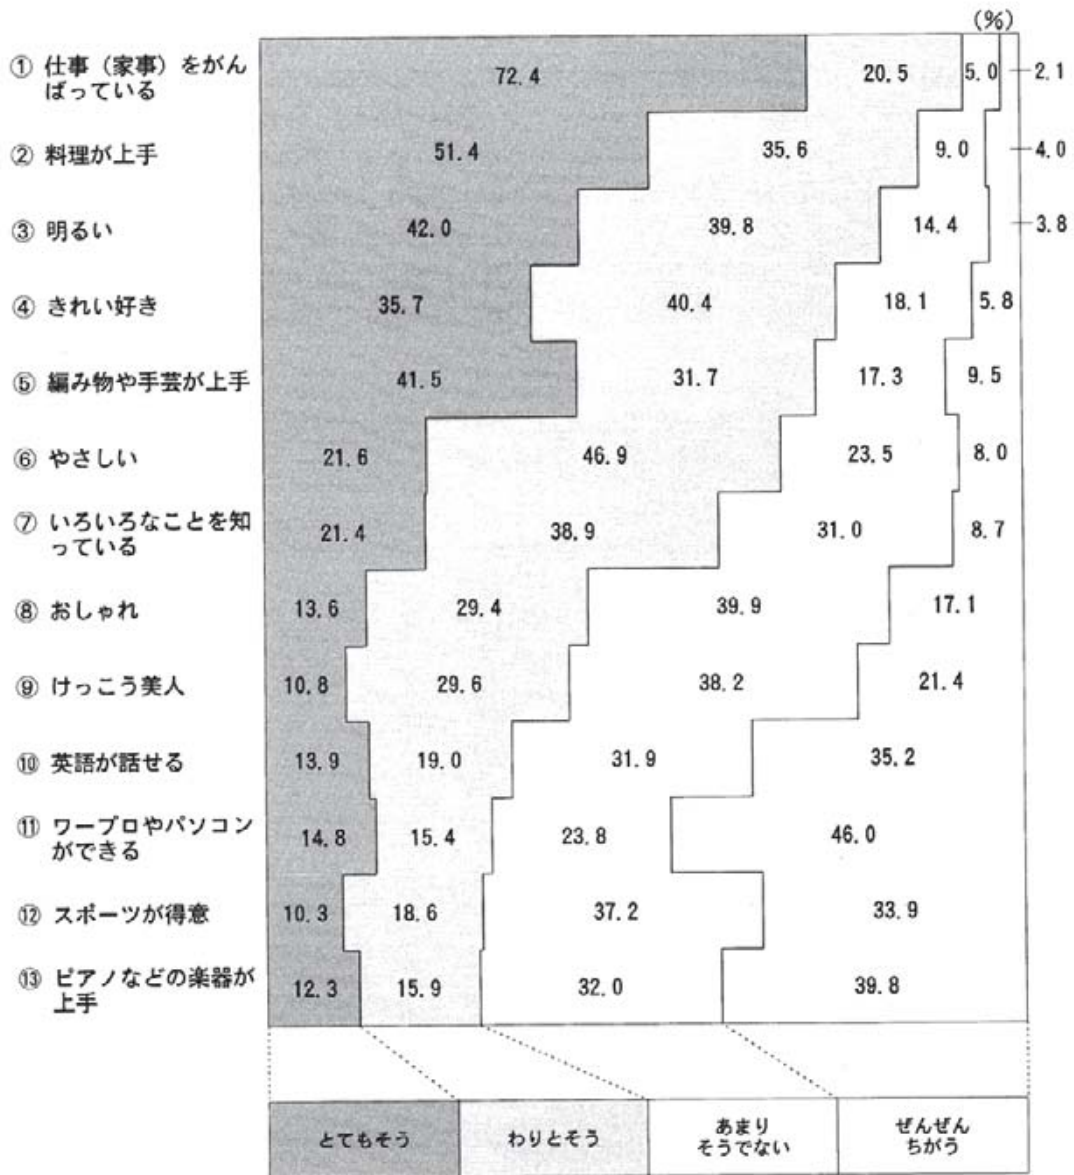 (%)
① 仕事（家事）をがん
ばっている
72.4 20.5 5.0 2.1
② 料理が上手
51.4 35.6 9.0 4.0
③ 明るい
42.0 39.8 14.4 3.8
④ きれい好き
35.7 40.4 18.1 5.8
⑤ 編み物や手芸が上手
41.5 31.7 17.3 9.5
⑥ やさしい
21.6 46.9 23.5 8.0
⑦ いろいろなことを知
っている
21.4 38.9 31.0 8.7
⑧ おしゃれ
13.6 29.4 39.9 17.1
⑨ けっこう美人
10.8 29.6 38.2 21.4
⑩ 英語が話せる
13.9 19.0 31.9 35.2
⑪ ワープロやパソコン
ができる
14.8 15.4 23.8 46.0
⑫ スポーツが得意
10.3 18.6 37.2 33.9
⑬ ピアノなどの楽器が
上手
12.3 15.9 32.0 39.8
とてもそう
わりとそう
あまり
そうでない
ぜんぜん
ちがう